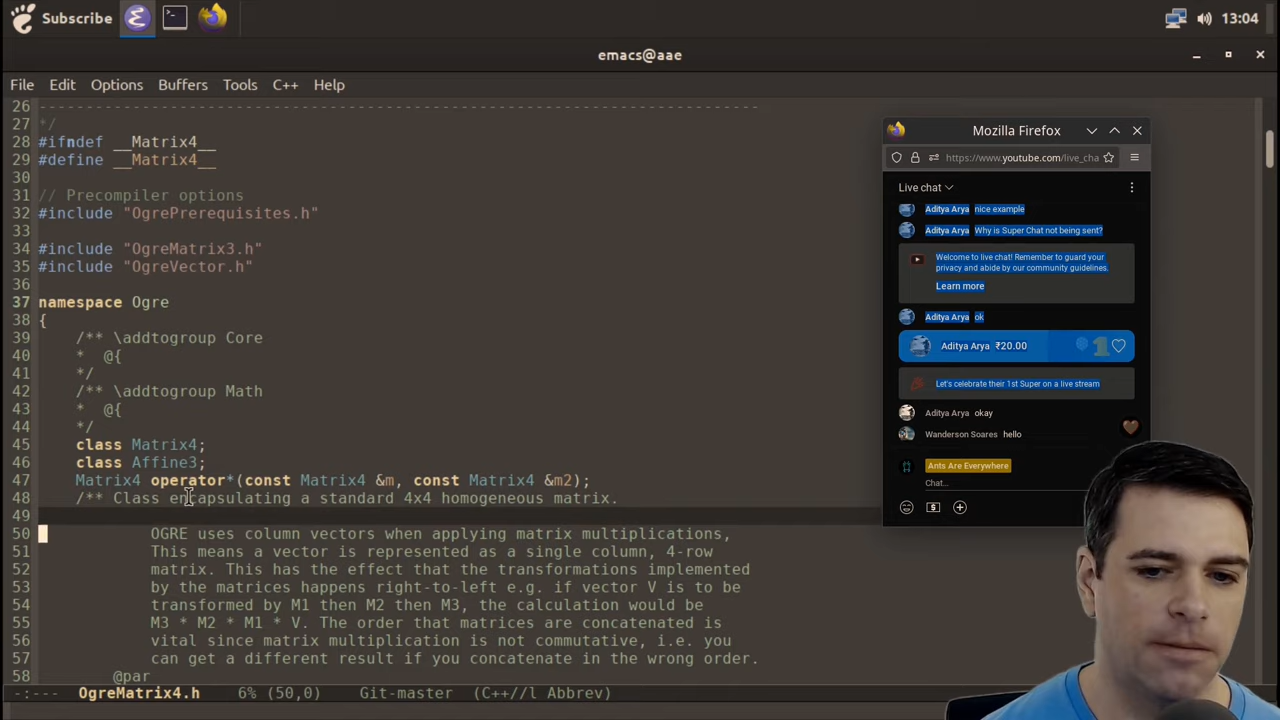 Subscribe
13:04
emacs@aae
File Edit Options Buffers Tools C++ Help
26 -----------------------------------------------------------------------------
27 */
28 #ifndef __Matrix4__
29 #define __Matrix4__
30
31 // Precompiler options
32 #include "OgrePrerequisites.h"
33
34 #include "OgreMatrix3.h"
35 #include "OgreVector.h"
36
37 namespace Ogre
38 {
39 /** \addtogroup Core
40 * @{
41 */
42 /** \addtogroup Math
43 * @{
44 */
45 class Matrix4;
46 class Affine3;
47 Matrix4 operator*(const Matrix4 &m, const Matrix4 &m2);
48 /** Class encapsulating a standard 4x4 homogeneous matrix.
49
50 OGRE uses column vectors when applying matrix multiplications,
51 This means a vector is represented as a single column, 4-row
52 matrix. This has the effect that the transformations implemented
53 by the matrices happens right-to-left e.g. if vector V is to be
54 transformed by M1 then M2 then M3, the calculation would be
55 M3 * M2 * M1 * V. The order that matrices are concatenated is
56 vital since matrix multiplication is not commutative, i.e. you
57 can get a different result if you concatenate in the wrong order.
58 @par
-:--- OgreMatrix4.h 6% (50,0) Git-master (C++//l Abbrev)
Mozilla Firefox
https://www.youtube.com/live_cha
Live chat
Aditya Arya nice example
Aditya Arya Why is Super Chat not being sent?
Welcome to live chat! Remember to guard your
privacy and abide by our community guidelines.
Learn more
Aditya Arya ok
Aditya Arya ₹20.00 1
Let's celebrate their 1st Super on a live stream
Aditya Arya okay
Wanderson Soares hello
Ants Are Everywhere
Chat...